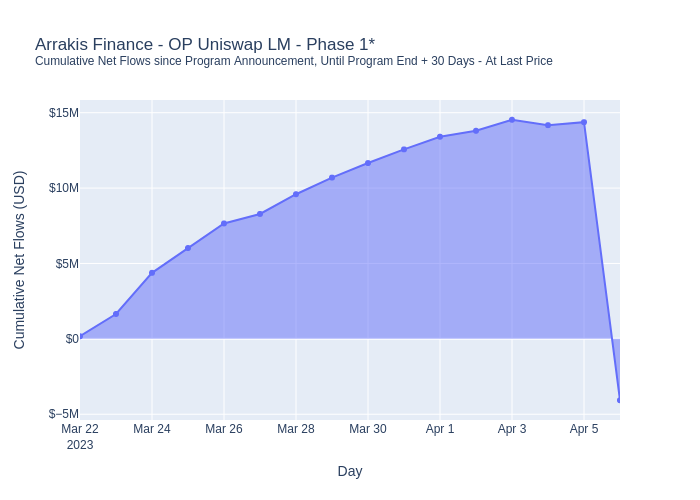 Arrakis Finance - OP Uniswap LM - Phase 1*
Cumulative Net Flows since Program Announcement, Until Program End + 30 Days - At Last Price
Cumulative Net Flows (USD)
$15M
$10M
$5M
$0
$−5M
Mar 22 Mar 24 Mar 26 Mar 28 Mar 30 Apr 1 Apr 3 Apr 5
2023
Day